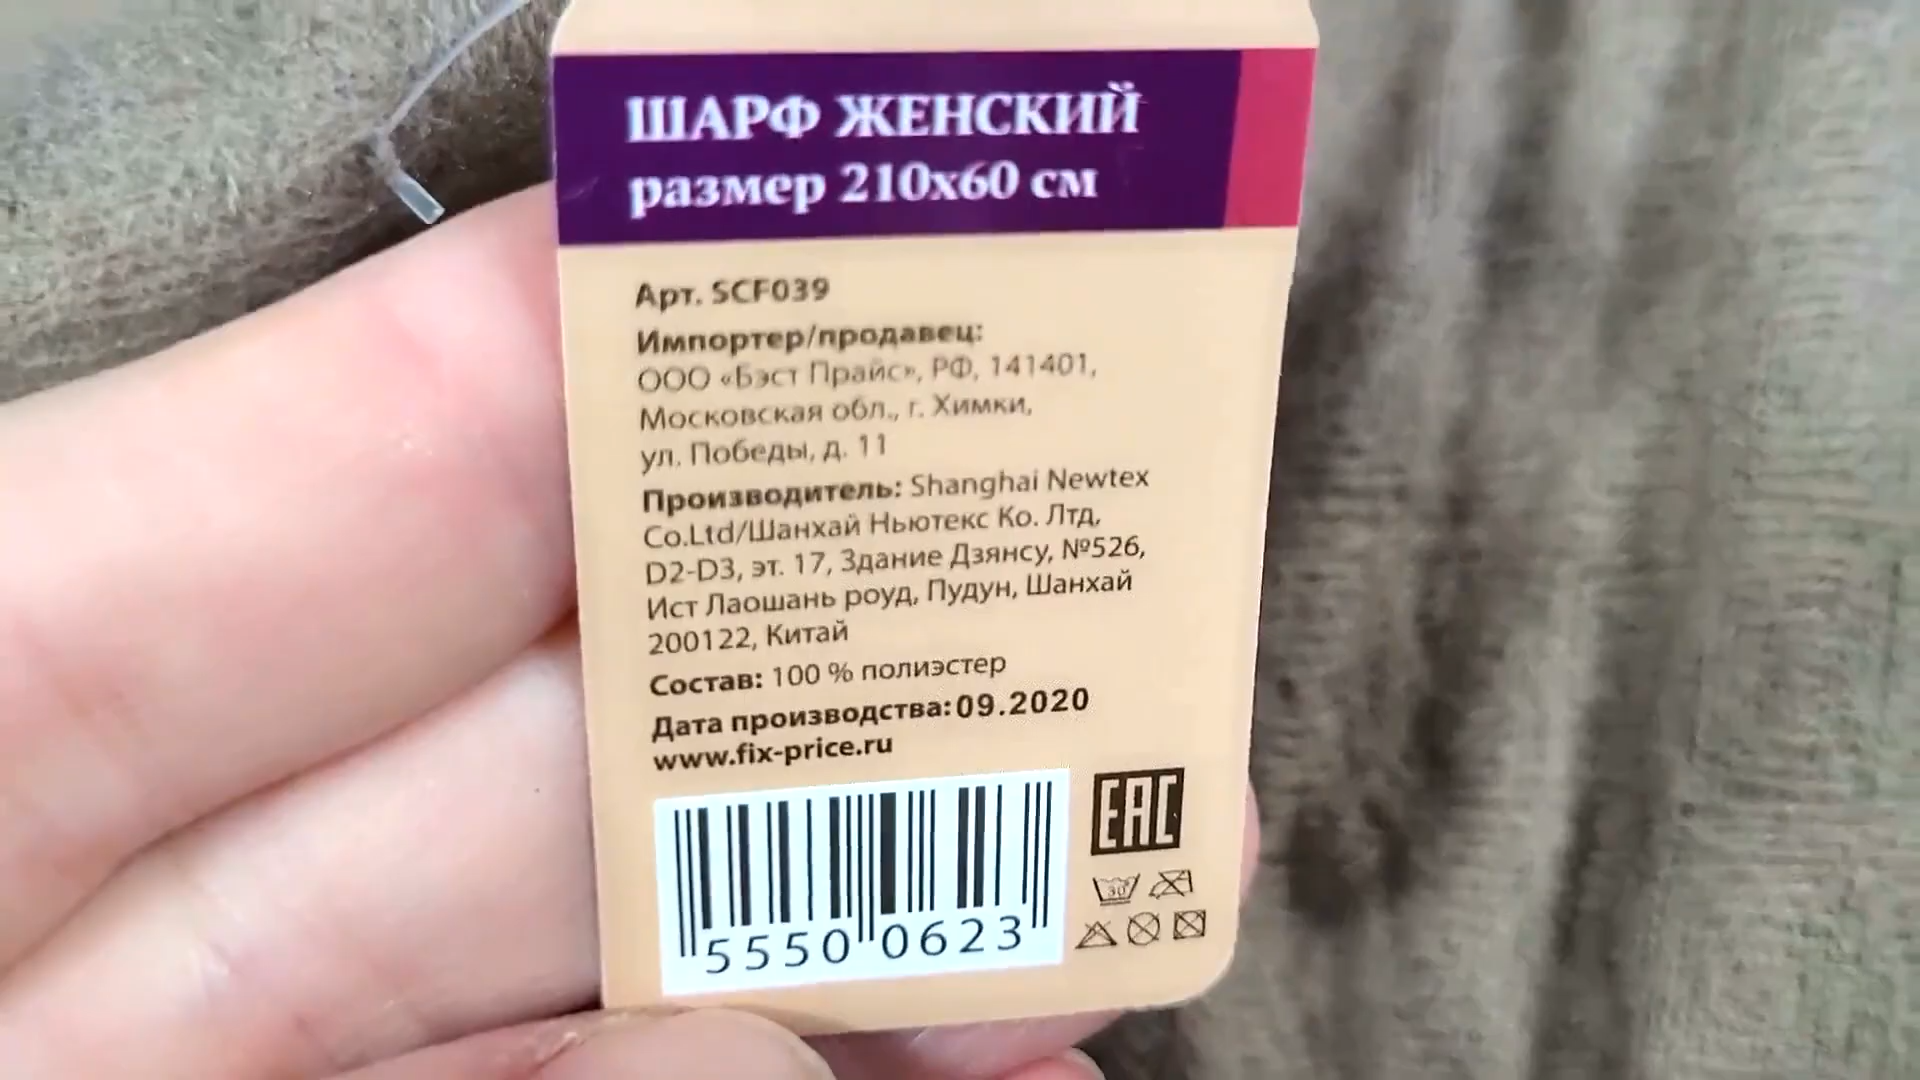 ШАРФ ЖЕНСКИЙ
размер 210х60 см
Арт. SCF039
Импортер/продавец:
ООО «Бэст Прайс», РФ, 141401,
Московская обл., г. Химки,
ул. Победы, д. 11
Производитель: Shanghai Newtex
Co.Ltd/Шанхай Ньютекс Ко. Лтд,
D2-D3, эт. 17, Здание Дзянсу, №526,
Ист Лаошань роуд, Пудун, Шанхай
200122, Китай
Состав: 100 % полиэстер
Дата производства: 09.2020
www.fix-price.ru
EAC
30°
5550 0623